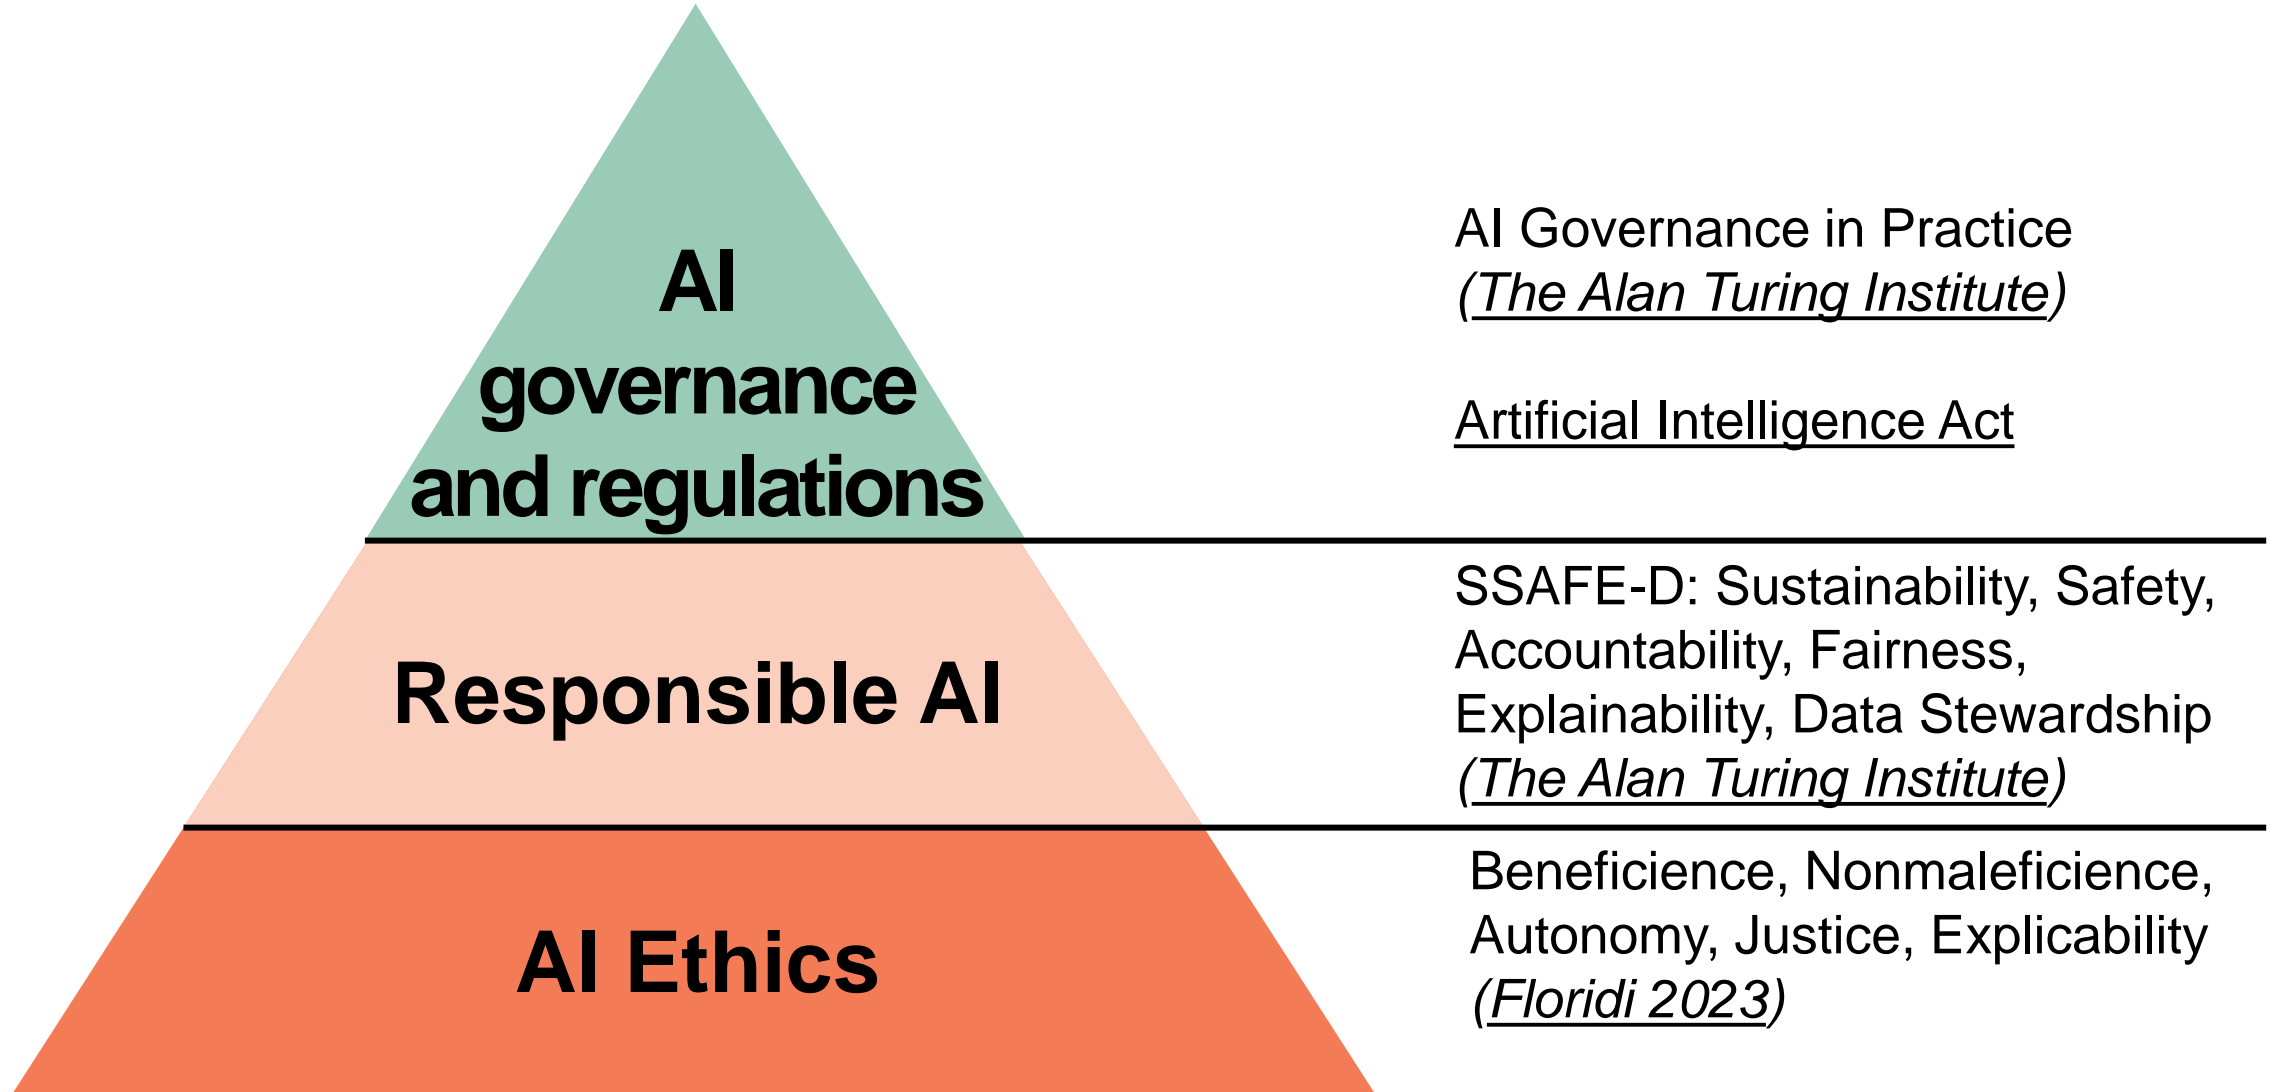 AI
governance
and regulations
AI Governance in Practice
(The Alan Turing Institute)
Artificial Intelligence Act
Responsible AI
SSAFE-D: Sustainability, Safety,
Accountability, Fairness,
Explainability, Data Stewardship
(The Alan Turing Institute)
AI Ethics
Beneficience, Nonmaleficience,
Autonomy, Justice, Explicability
(Floridi 2023)